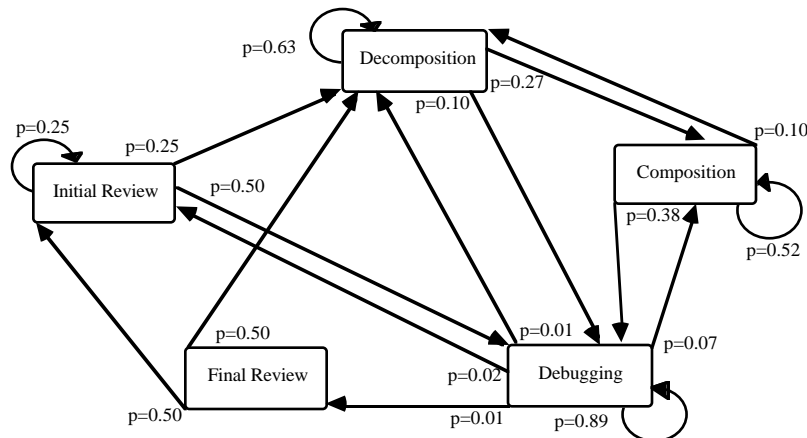 p=0.63
Decomposition
p=0.27
p=0.10
p=0.25
p=0.25
p=0.10
Initial Review
p=0.50
Composition
p=0.38
p=0.52
p=0.50
p=0.01
p=0.07
Final Review
p=0.02
Debugging
p=0.50
p=0.01
p=0.89